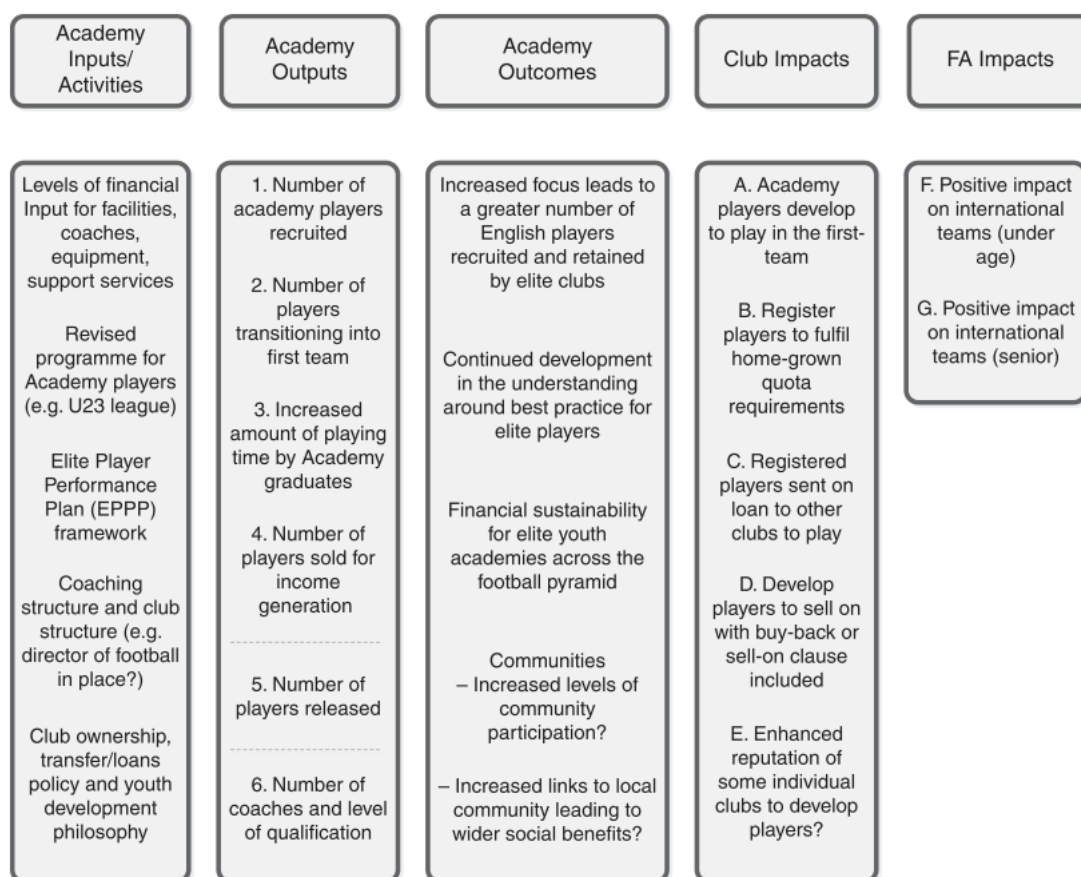 Academy
Inputs/
Activities
Academy
Outputs
Academy
Outcomes
Club Impacts
FA Impacts
Levels of financial
Input for facilities,
coaches,
equipment,
support services
Revised
programme for
Academy players
(e.g. U23 league)
Elite Player
Performance
Plan (EPPP)
framework
Coaching
structure and club
structure (e.g.
director of football
in place?)
Club ownership,
transfer/loans
policy and youth
development
philosophy
1. Number of
academy players
recruited
2. Number of
players
transitioning into
first team
3. Increased
amount of playing
time by Academy
graduates
4. Number of
players sold for
income
generation
5. Number of
players released
6. Number of
coaches and level
of qualification
Increased focus leads to
a greater number of
English players
recruited and retained
by elite clubs
Continued development
in the understanding
around best practice for
elite players
Financial sustainability
for elite youth
academies across the
football pyramid
Communities
– Increased levels of
community
participation?
– Increased links to local
community leading to
wider social benefits?
A. Academy
players develop
to play in the first-
team
B. Register
players to fulfil
home-grown
quota
requirements
C. Registered
players sent on
loan to other
clubs to play
D. Develop
players to sell on
with buy-back or
sell-on clause
included
E. Enhanced
reputation of
some individual
clubs to develop
players?
F. Positive impact
on international
teams (under
age)
G. Positive impact
on international
teams (senior)